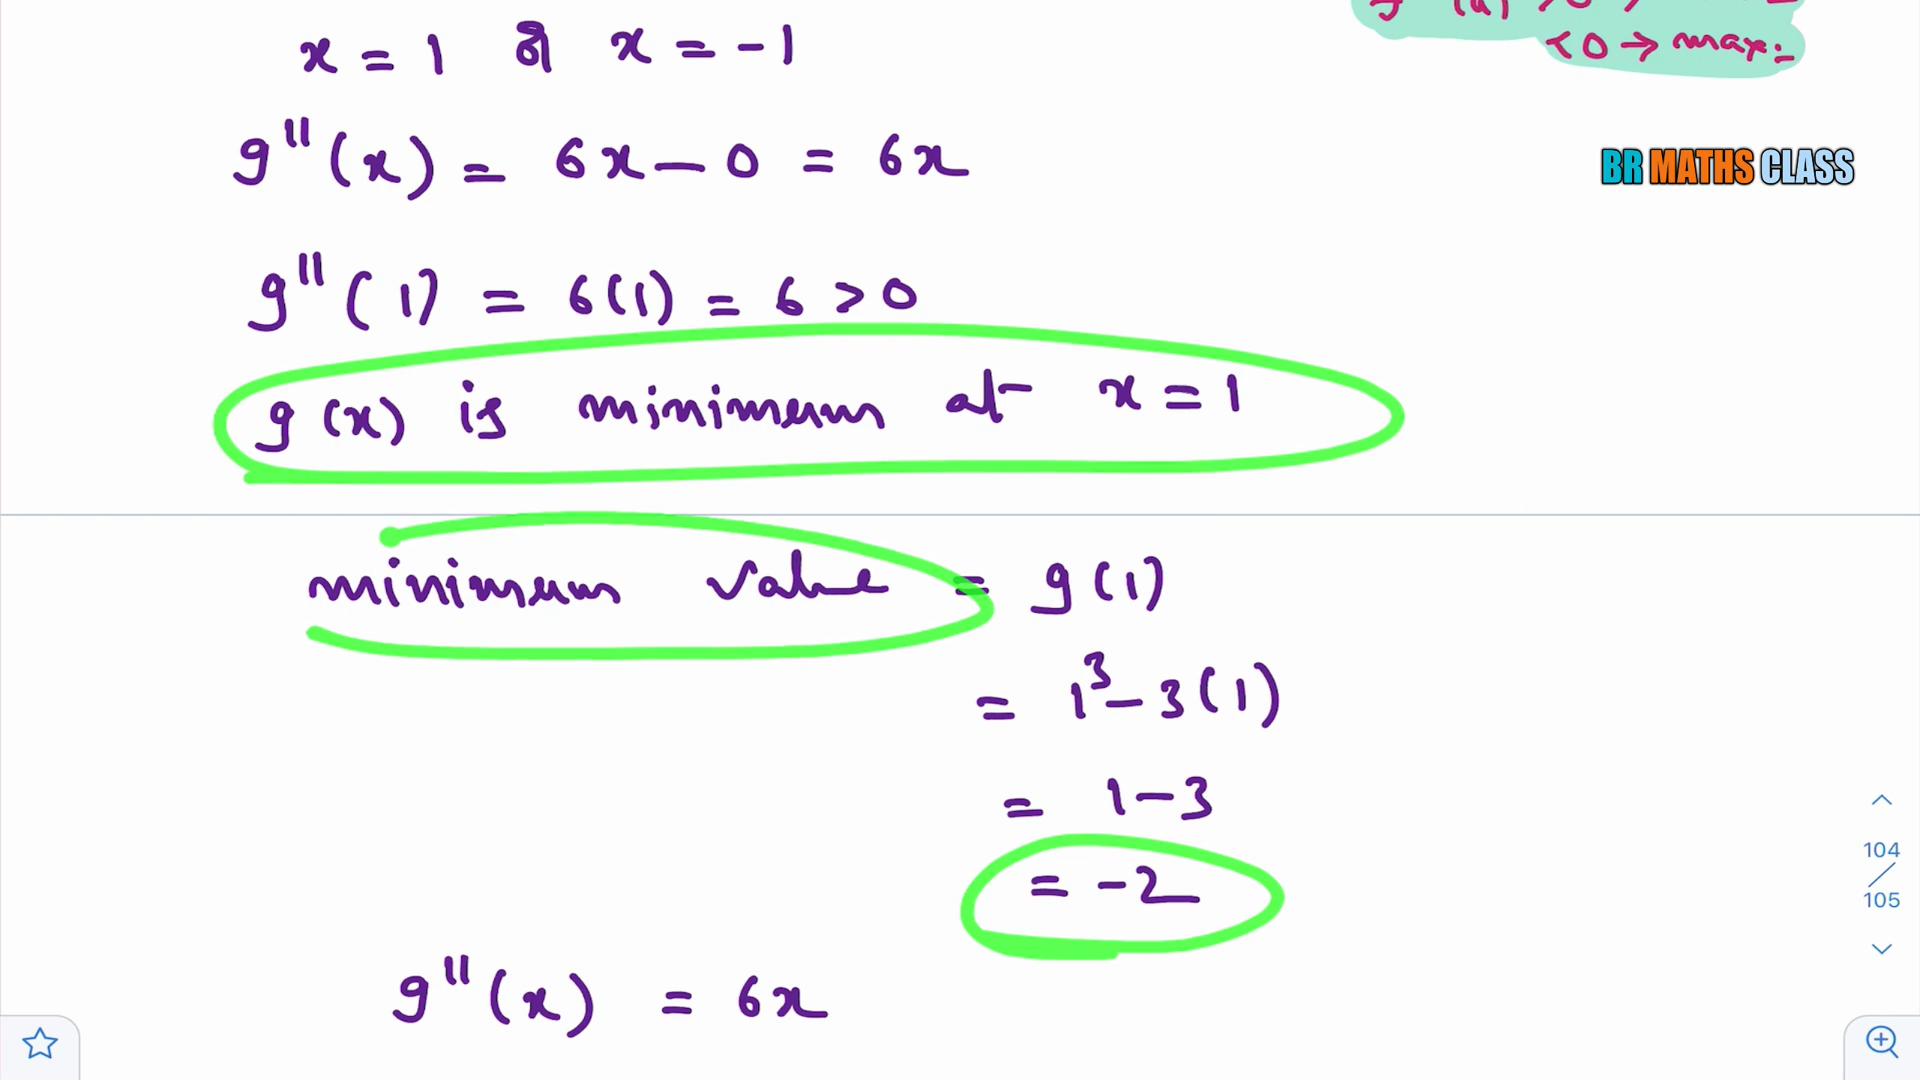 x = 1 or x = -1
<0 → max:
g"(x) = 6x - 0 = 6x
BR MATHS CLASS
g"(1) = 6(1) = 6 > 0
g(x) is minimum at x = 1
minimum value = g(1)
= 1³ - 3(1)
= 1 - 3
= -2
g"(x) = 6x
104
/
105